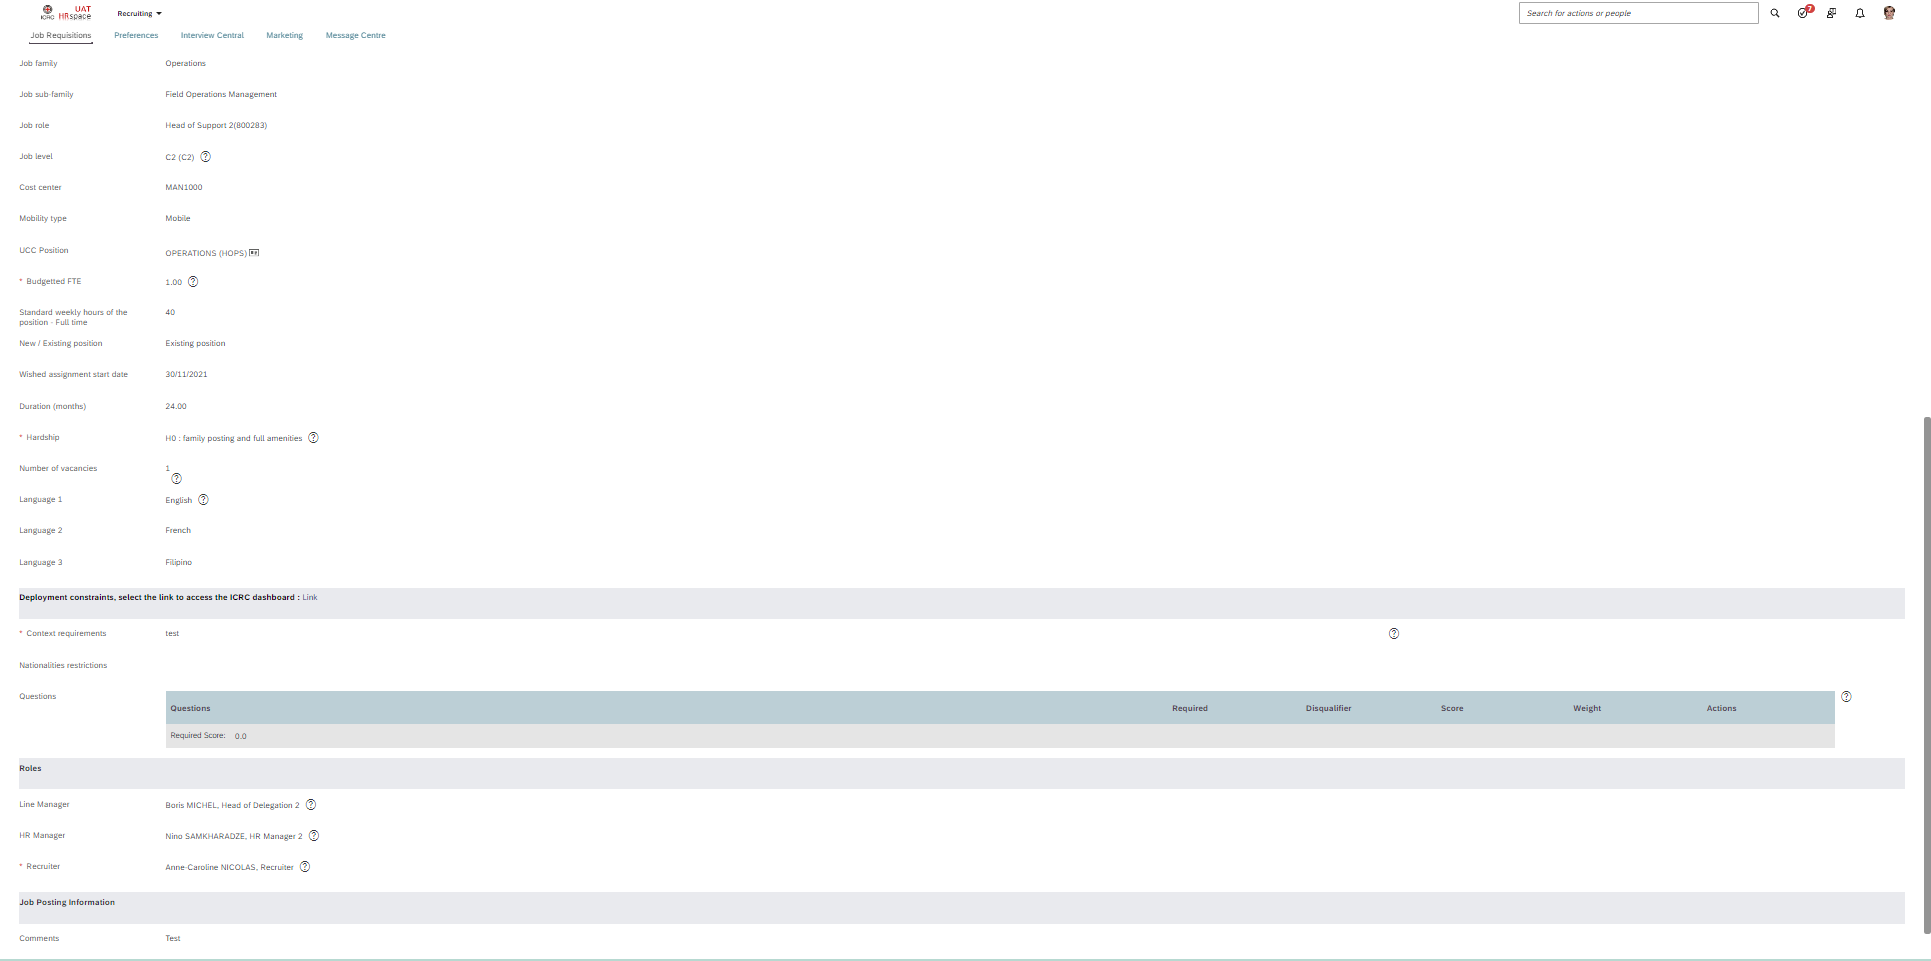 ICRC
UAT
HRspace
Recruiting
Search for actions or people
7
Job Requisitions Preferences Interview Central Marketing Message Centre
Job family Operations
Job sub-family Field Operations Management
Job role Head of Support 2(800283)
Job level C2 (C2) ?
Cost center MAN1000
Mobility type Mobile
UCC Position OPERATIONS (HOPS)
* Budgetted FTE 1.00 ?
Standard weekly hours of the 40
position - Full time
New / Existing position Existing position
Wished assignment start date 30/11/2021
Duration (months) 24.00
* Hardship H0 : family posting and full amenities ?
Number of vacancies 1
?
Language 1 English ?
Language 2 French
Language 3 Filipino
Deployment constraints, select the link to access the ICRC dashboard : Link
* Context requirements test ?
Nationalities restrictions
Questions ?
Questions Required Disqualifier Score Weight Actions
Required Score: 0.0
Roles
Line Manager Boris MICHEL, Head of Delegation 2 ?
HR Manager Nino SAMKHARADZE, HR Manager 2 ?
* Recruiter Anne-Caroline NICOLAS, Recruiter ?
Job Posting Information
Comments Test